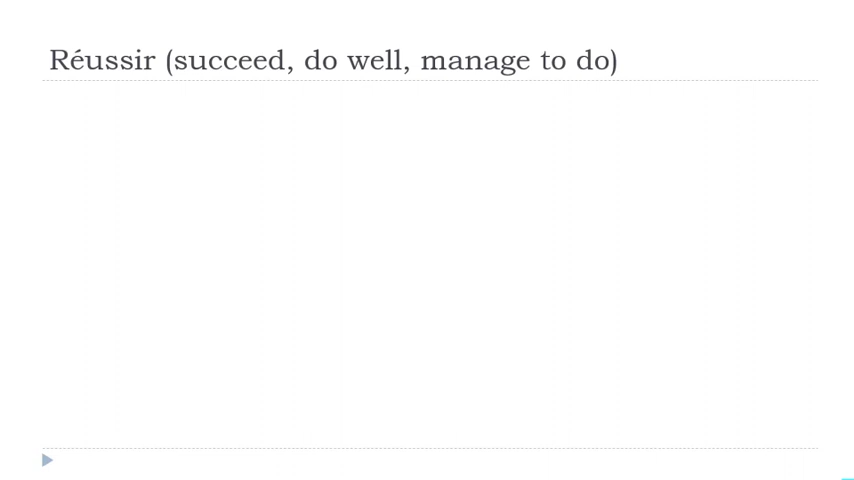 Réussir (succeed, do well, manage to do)